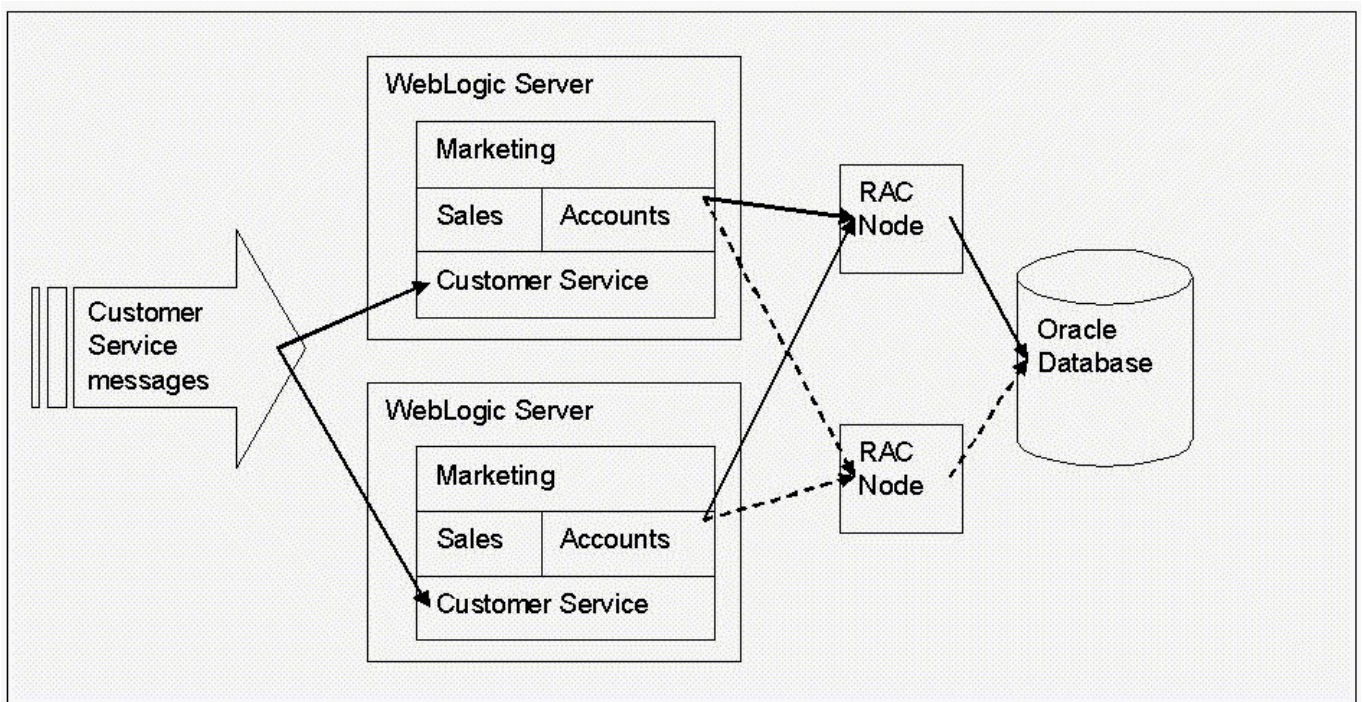 Customer
Service
messages
WebLogic Server
Marketing
Sales
Accounts
Customer Service
WebLogic Server
Marketing
Sales
Accounts
Customer Service
RAC
Node
RAC
Node
Oracle
Database